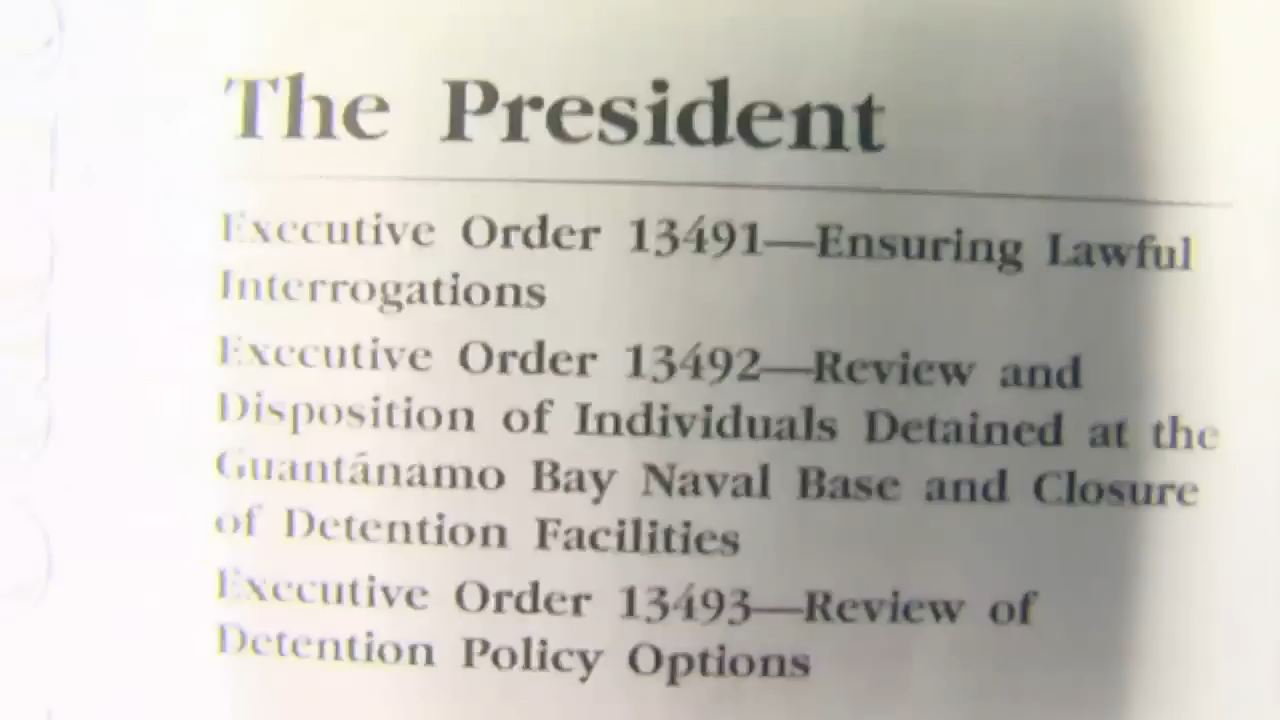 The President
Executive Order 13491—Ensuring Lawful
Interrogations
Executive Order 13492—Review and
Disposition of Individuals Detained at the
Guantánamo Bay Naval Base and Closure
of Detention Facilities
Executive Order 13493—Review of
Detention Policy Options